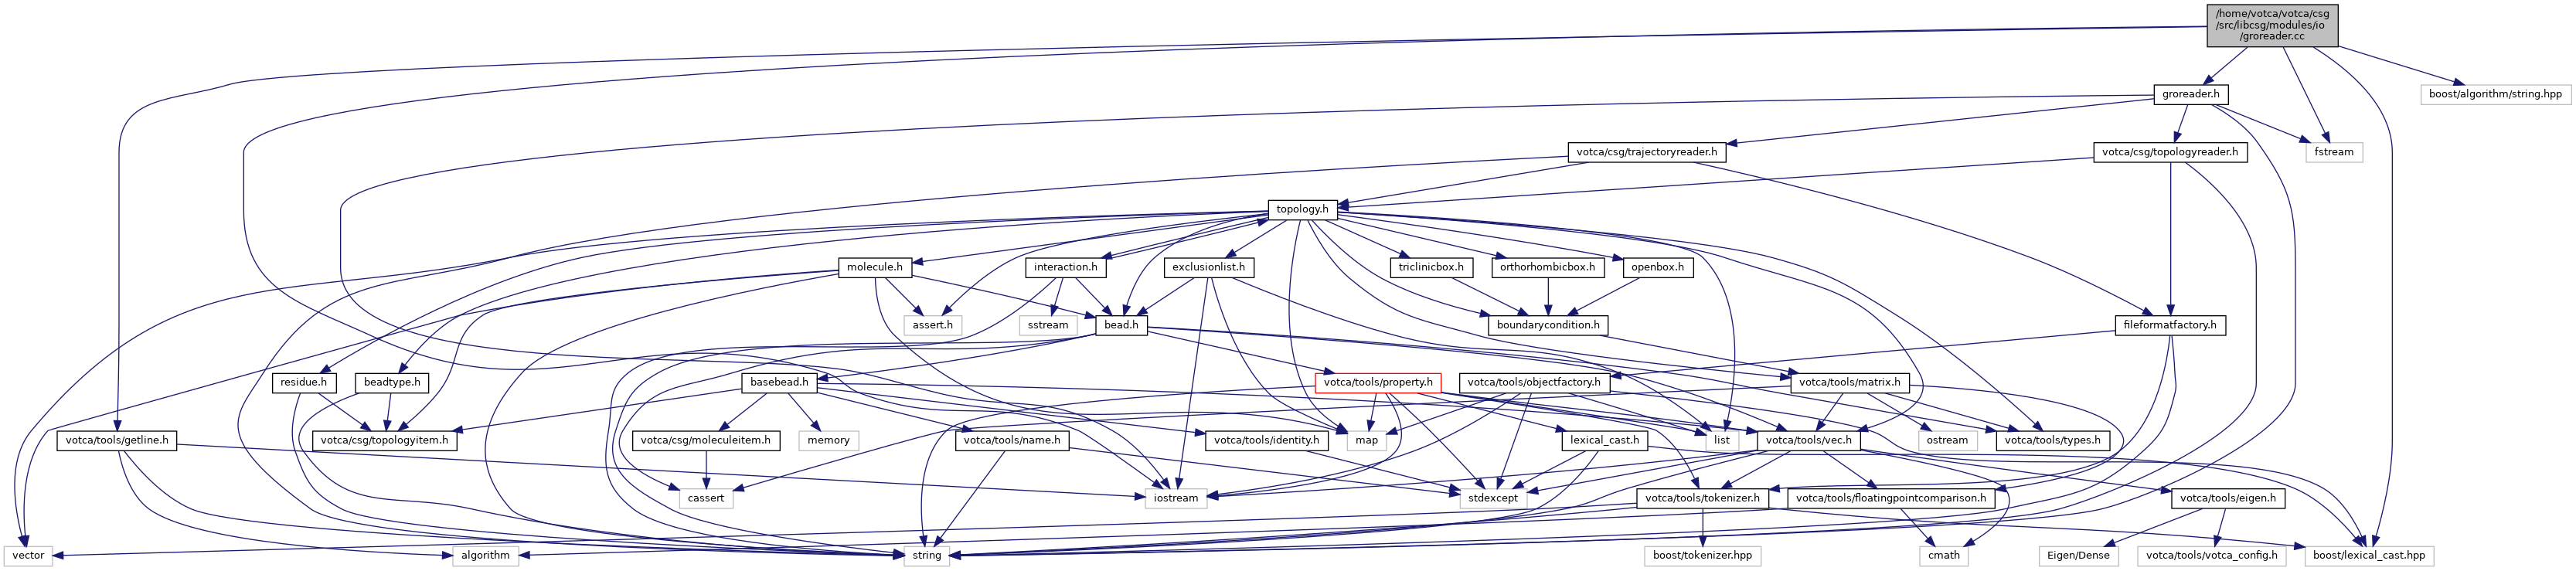 /home/votca/votca/csg
/src/libcsg/modules/io
/groreader.cc
groreader.h
boost/algorithm/string.hpp
votca/csg/trajectoryreader.h
votca/csg/topologyreader.h
fstream
topology.h
molecule.h
interaction.h
exclusionlist.h
triclinicbox.h
orthorhombicbox.h
openbox.h
assert.h
sstream
bead.h
boundarycondition.h
fileformatfactory.h
residue.h
beadtype.h
basebead.h
votca/tools/property.h
votca/tools/objectfactory.h
votca/tools/matrix.h
votca/tools/getline.h
votca/csg/topologyitem.h
votca/csg/moleculeitem.h
memory
votca/tools/name.h
votca/tools/identity.h
map
lexical_cast.h
list
votca/tools/vec.h
ostream
votca/tools/types.h
cassert
iostream
stdexcept
votca/tools/tokenizer.h
votca/tools/floatingpointcomparison.h
votca/tools/eigen.h
vector
algorithm
string
boost/tokenizer.hpp
cmath
Eigen/Dense
votca/tools/votca_config.h
boost/lexical_cast.hpp